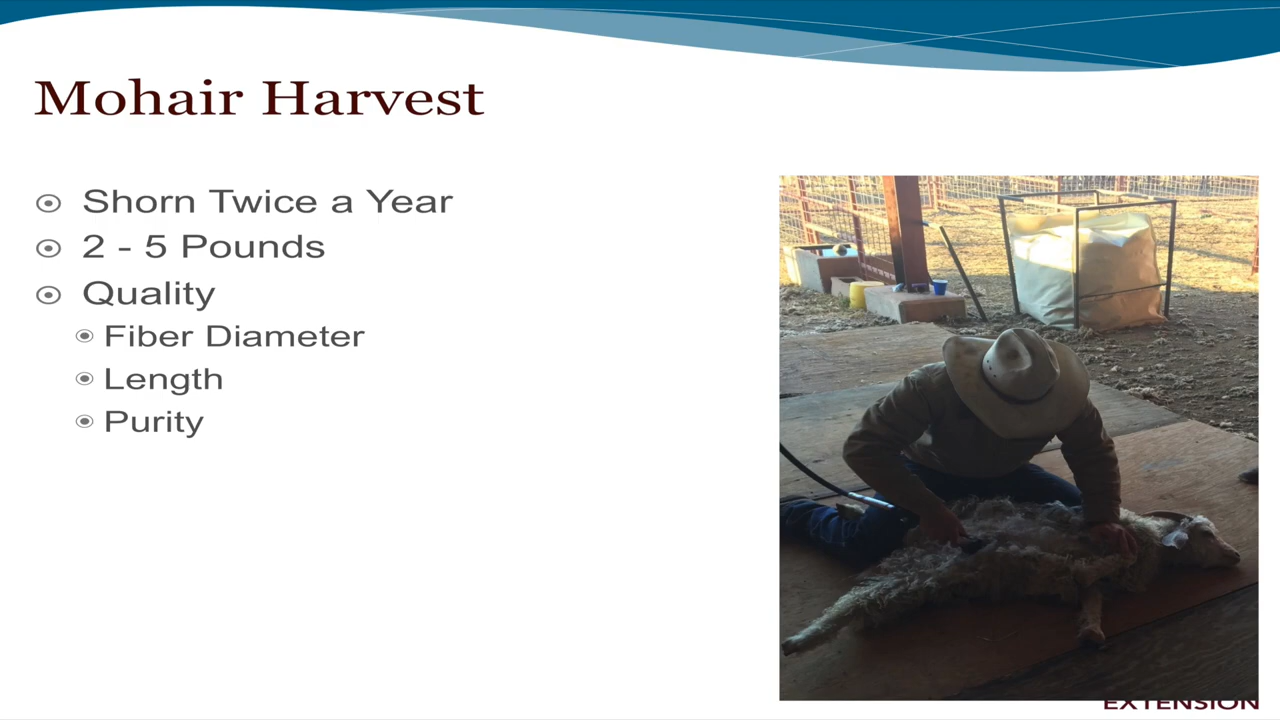 Mohair Harvest
Shorn Twice a Year
2 - 5 Pounds
Quality
Fiber Diameter
Length
Purity
EXTENSION